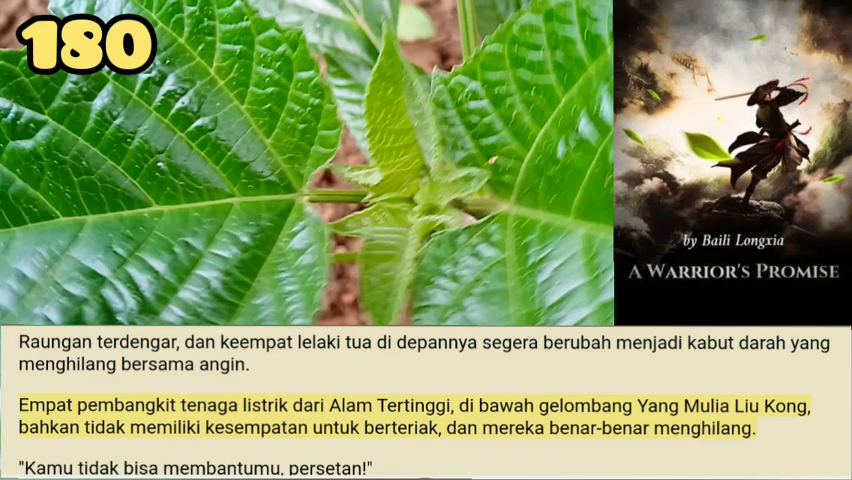 180
by Baili Longxia
A WARRIOR'S PROMISE
Raungan terdengar, dan keempat lelaki tua di depannya segera berubah menjadi kabut darah yang
menghilang bersama angin.
Empat pembangkit tenaga listrik dari Alam Tertinggi, di bawah gelombang Yang Mulia Liu Kong,
bahkan tidak memiliki kesempatan untuk berteriak, dan mereka benar-benar menghilang.
"Kamu tidak bisa membantumu, persetan!"